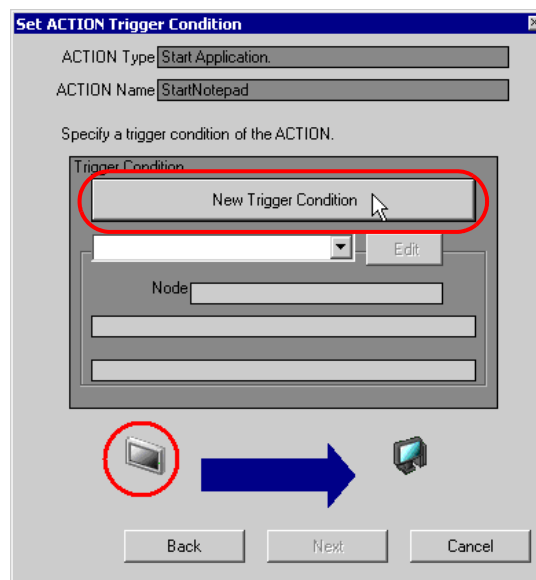 Set ACTION Trigger Condition
ACTION Type Start Application.
ACTION Name StartNotepad
Specify a trigger condition of the ACTION.
Trigger Condition
New Trigger Condition
Edit
Node
Back Next Cancel